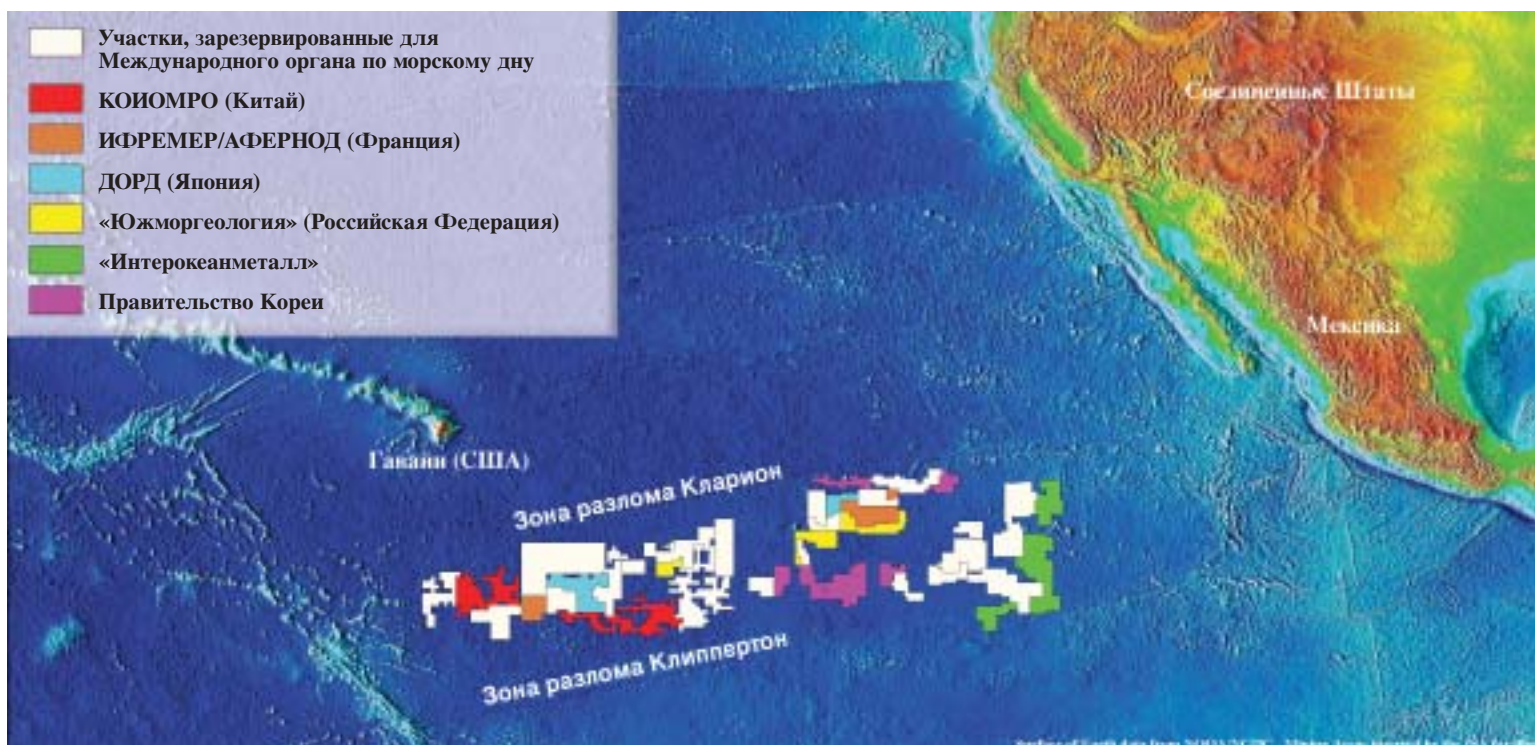 Участки, зарезервированные для
Международного органа по морскому дну
КОИОМРО (Китай)
ИФРЕМЕР/АФЕРНОД (Франция)
ДОРД (Япония)
«Южморгеология» (Российская Федерация)
«Интерокеанметалл»
Правительство Кореи
Соединенные Штаты
Мексика
Гавайи (США)
Зона разлома Кларион
Зона разлома Клиппертон